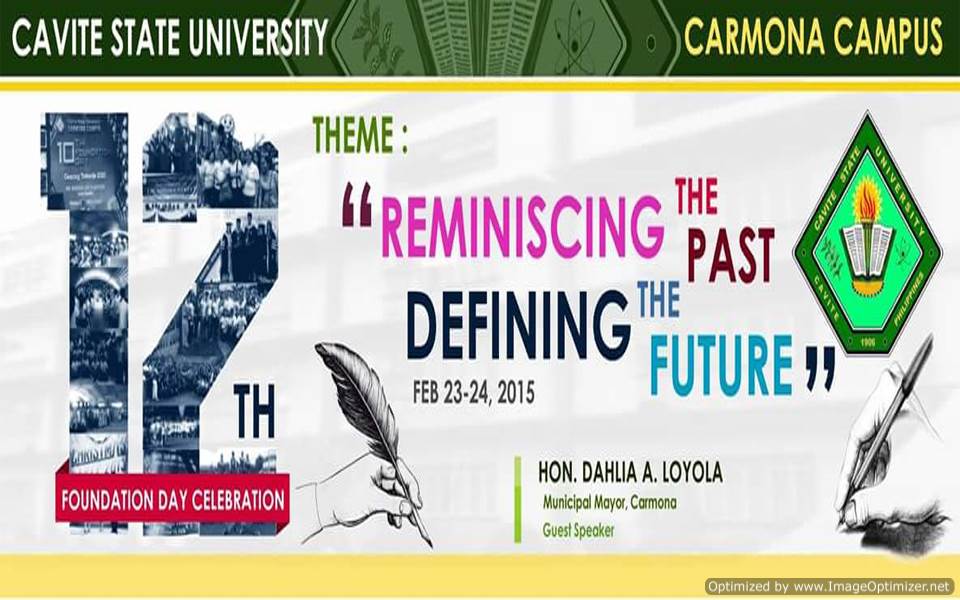 CAVITE STATE UNIVERSITY
CARMONA CAMPUS
THEME :
“REMINISCING THE PAST
DEFINING THE FUTURE”
FEB 23-24, 2015
12TH
FOUNDATION DAY CELEBRATION
HON. DAHLIA A. LOYOLA
Municipal Mayor, Carmona
Guest Speaker
CAVITE STATE UNIVERSITY
CAVITE PHILIPPINES
1906
10
Optimized by www.ImageOptimizer.net